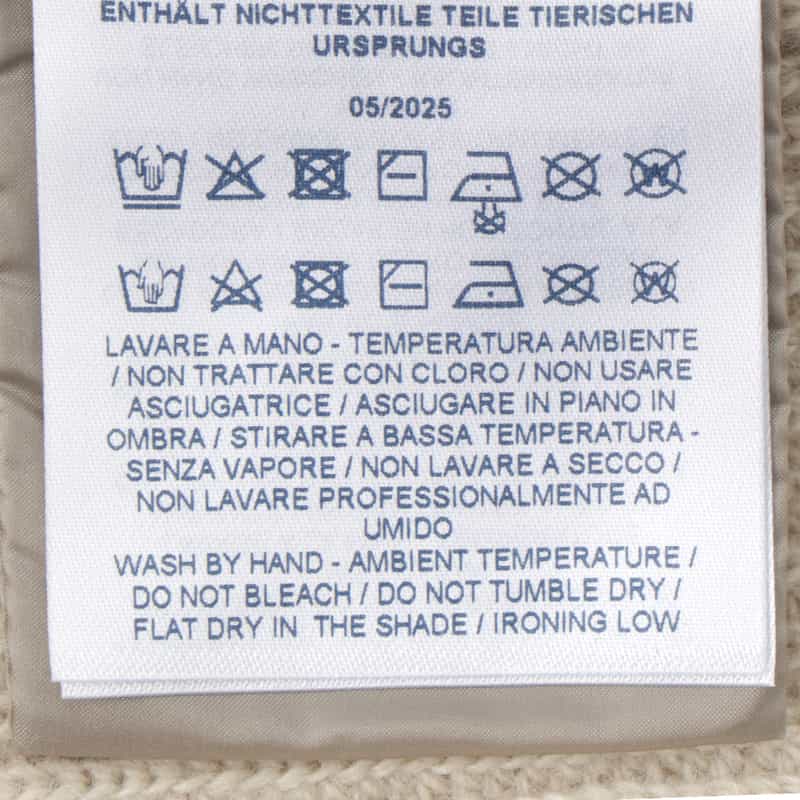 ENTHÄLT NICHTTEXTILE TEILE TIERISCHEN
URSPRUNGS
05/2025
W
W
LAVARE A MANO - TEMPERATURA AMBIENTE
/ NON TRATTARE CON CLORO / NON USARE
ASCIUGATRICE / ASCIUGARE IN PIANO IN
OMBRA / STIRARE A BASSA TEMPERATURA -
SENZA VAPORE / NON LAVARE A SECCO /
NON LAVARE PROFESSIONALMENTE AD
UMIDO
WASH BY HAND - AMBIENT TEMPERATURE /
DO NOT BLEACH / DO NOT TUMBLE DRY /
FLAT DRY IN THE SHADE / IRONING LOW